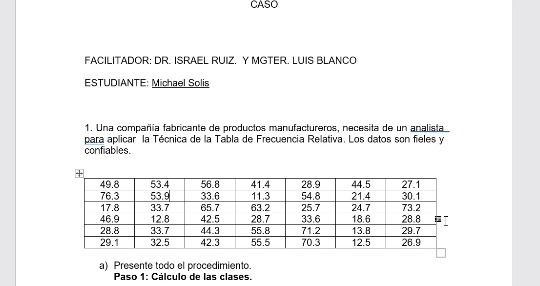 CASO
FACILITADOR: DR. ISRAEL RUIZ. Y MGTER. LUIS BLANCO
ESTUDIANTE: Michael Solis
1. Una compañía fabricante de productos manufactureros, necesita de un analista
para aplicar la Técnica de la Tabla de Frecuencia Relativa. Los datos son fieles y
confiables.
49.8 53.4 56.8 41.4 28.9 44.5 27.1
76.3 53.9 33.6 11.3 54.8 21.4 30.1
17.8 33.7 65.7 63.2 25.7 24.7 73.2
46.9 12.8 42.5 28.7 33.6 18.6 28.8
28.8 33.7 44.3 55.8 71.2 13.8 29.7
29.1 32.5 42.3 55.5 70.3 12.5 26.9
a) Presente todo el procedimiento.
Paso 1: Cálculo de las clases.